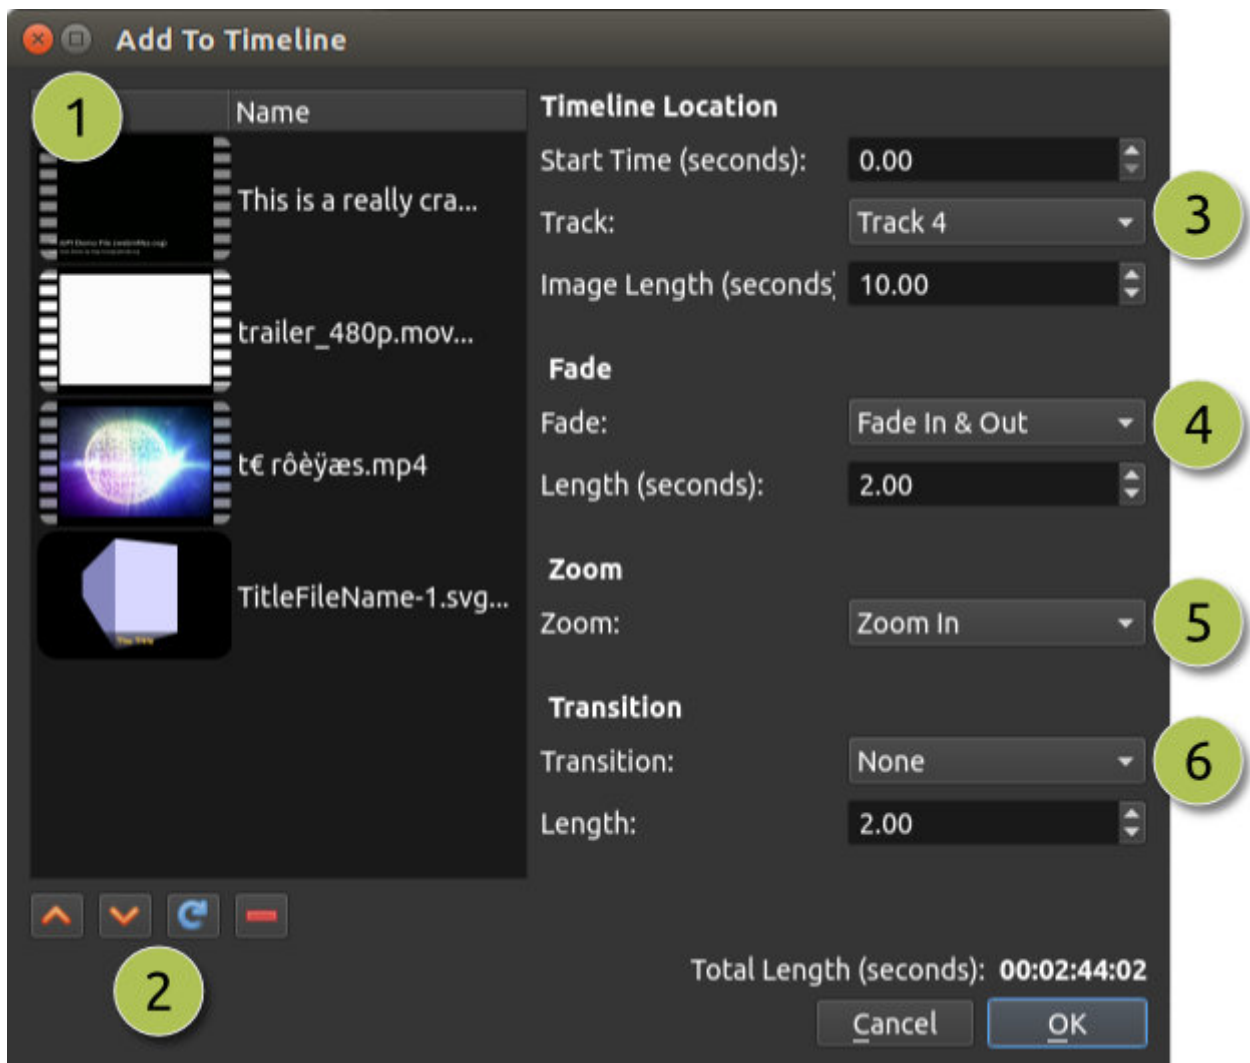 Add To Timeline
1
Name
This is a really cra...
trailer_480p.mov...
t€ rôèÿæs.mp4
TitleFileName-1.svg...
2
Timeline Location
Start Time (seconds): 0.00
Track: Track 4
3
Image Length (seconds) 10.00
Fade
Fade: Fade In & Out
4
Length (seconds): 2.00
Zoom
Zoom: Zoom In
5
Transition
Transition: None
6
Length: 2.00
Total Length (seconds): 00:02:44:02
Cancel OK